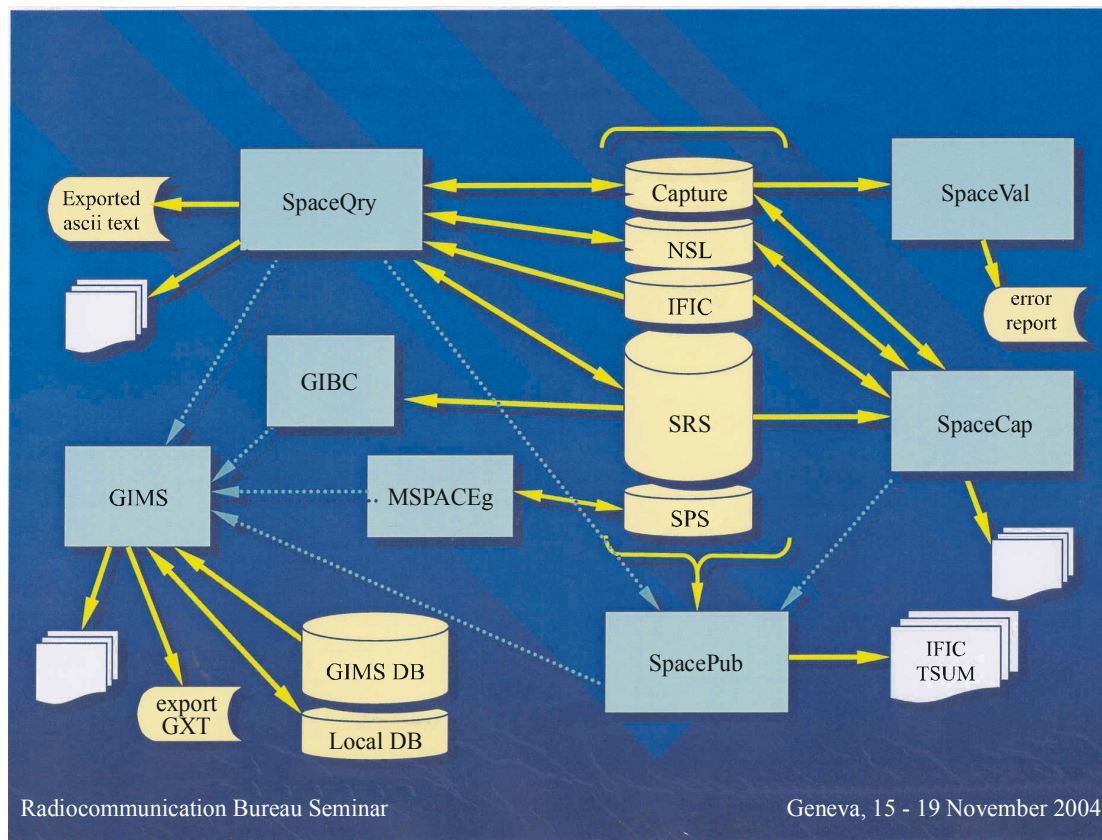 Exported
ascii text
SpaceQry
Capture
SpaceVal
NSL
IFIC
error
report
GIBC
SRS
SpaceCap
GIMS
MSPACEg
SPS
GIMS DB
SpacePub
IFIC
TSUM
export
GXT
Local DB
Radiocommunication Bureau Seminar
Geneva, 15 - 19 November 2004